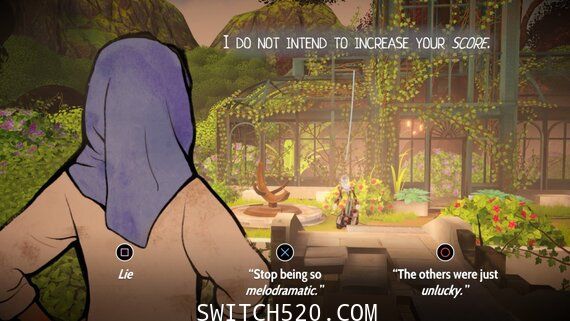 I DO NOT INTEND TO INCREASE YOUR SCORE.
Lie
“Stop being so
melodramatic.”
“The others were just
unlucky.”
SWITCH520.COM